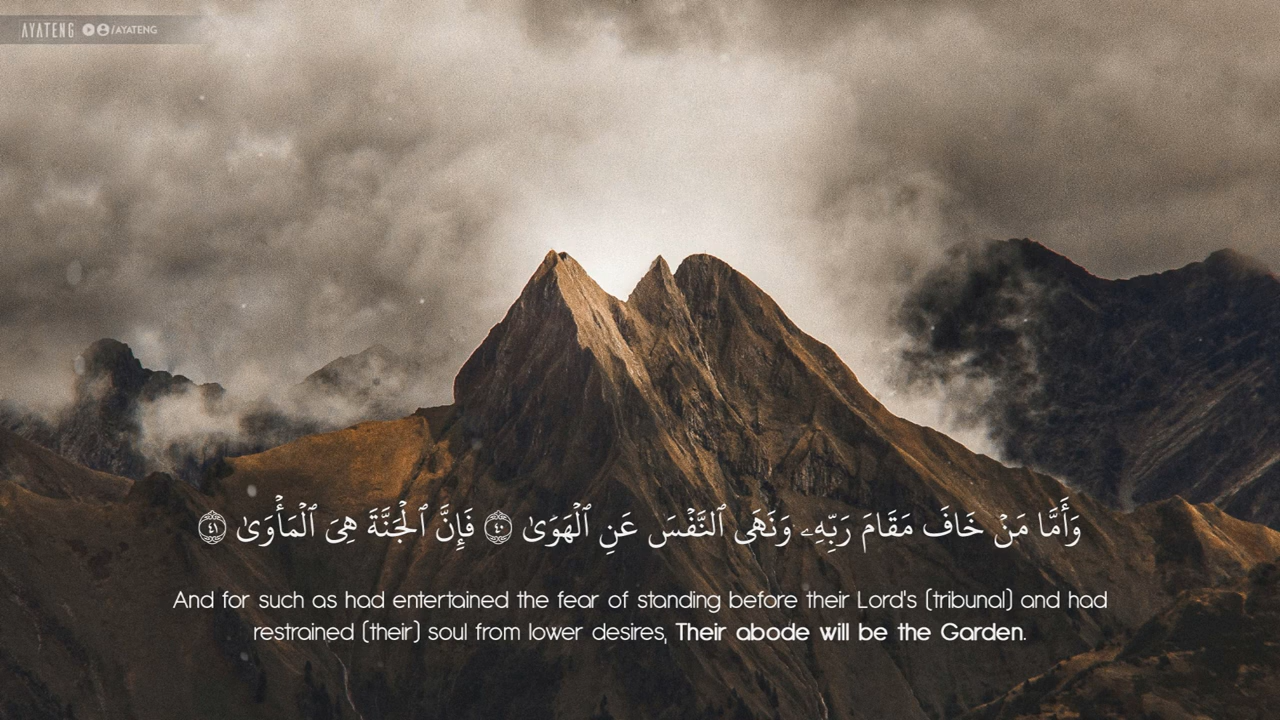 AYATENG /AYATENG
وَأَمَّا مَنْ خَافَ مَقَامَ رَبِّهِۦ وَنَهَى ٱلنَّفْسَ عَنِ ٱلْهَوَىٰ ٤٠ فَإِنَّ ٱلْجَنَّةَ هِىَ ٱلْمَأْوَىٰ ٤١
And for such as had entertained the fear of standing before their Lord's (tribunal) and had
restrained (their) soul from lower desires, Their abode will be the Garden.